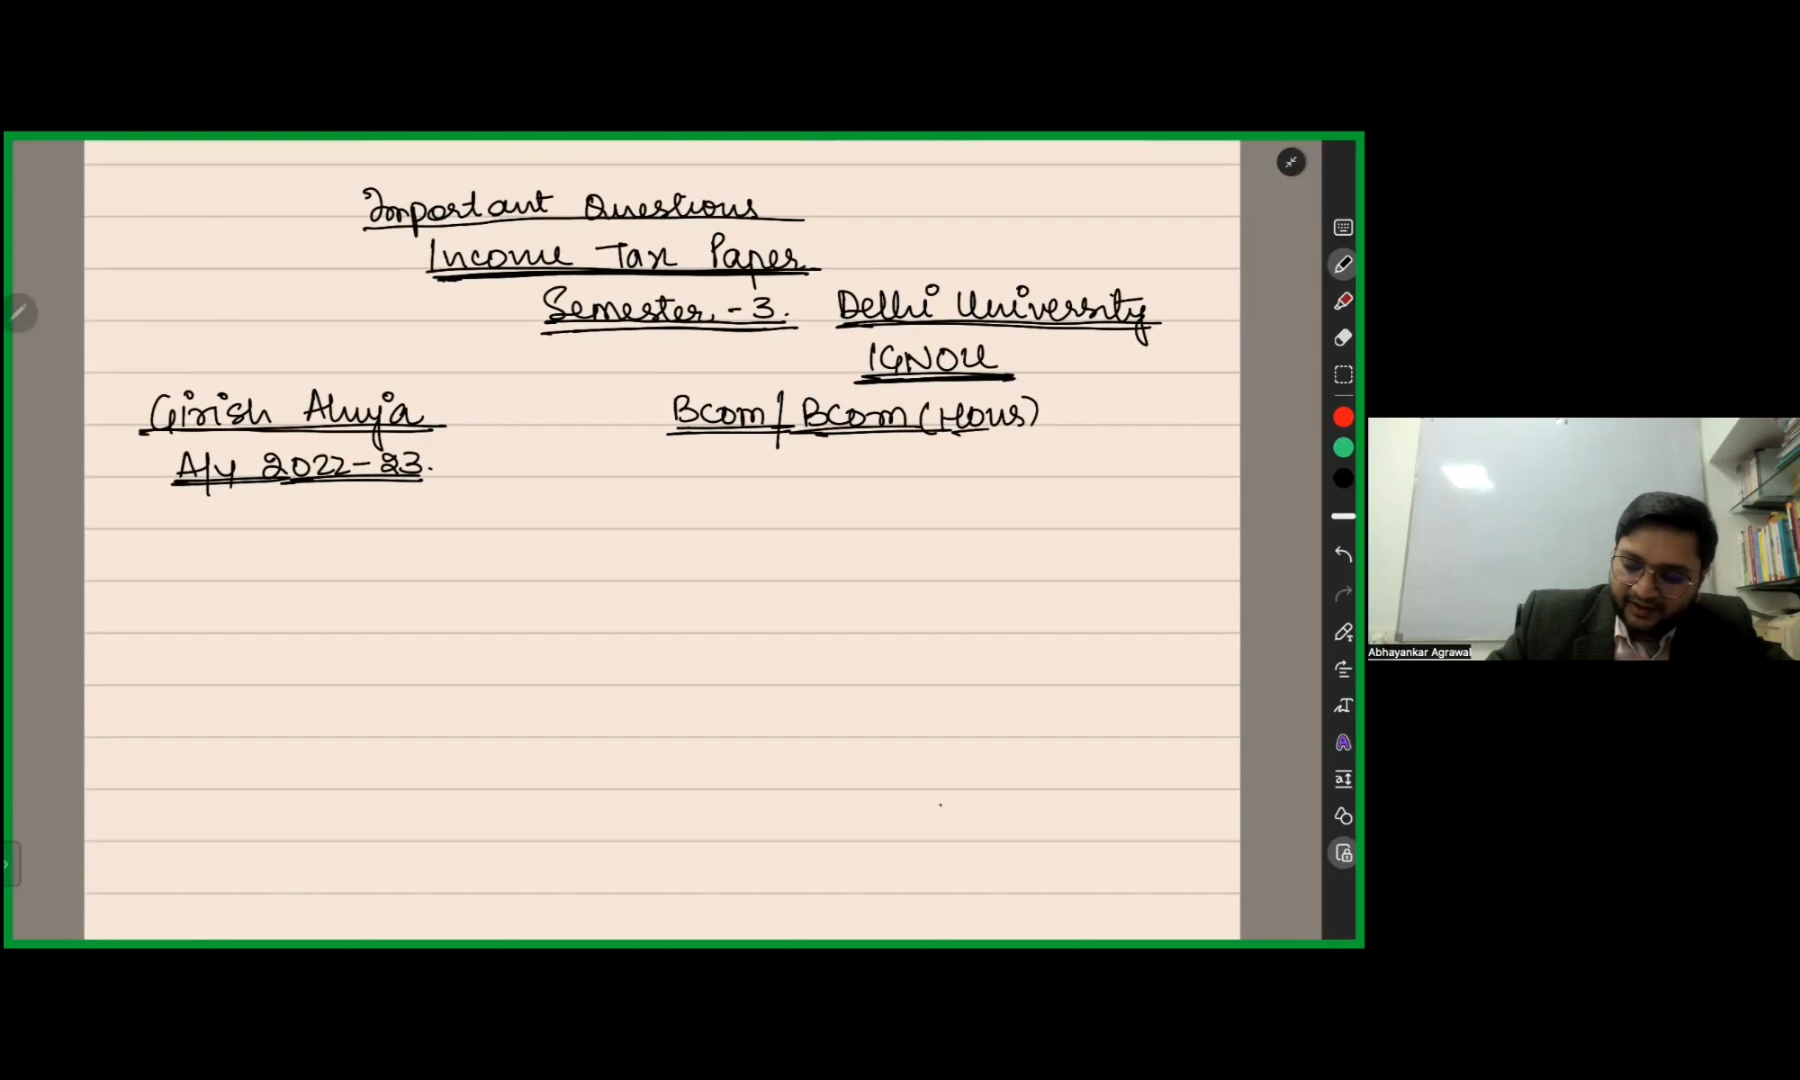 Important Questions
Income Tax Paper
Semester - 3. Delhi University
IGNOU
Girish Ahuja Bcom/Bcom(Hons)
A/y 2022-23.
Abhayankar Agrawal